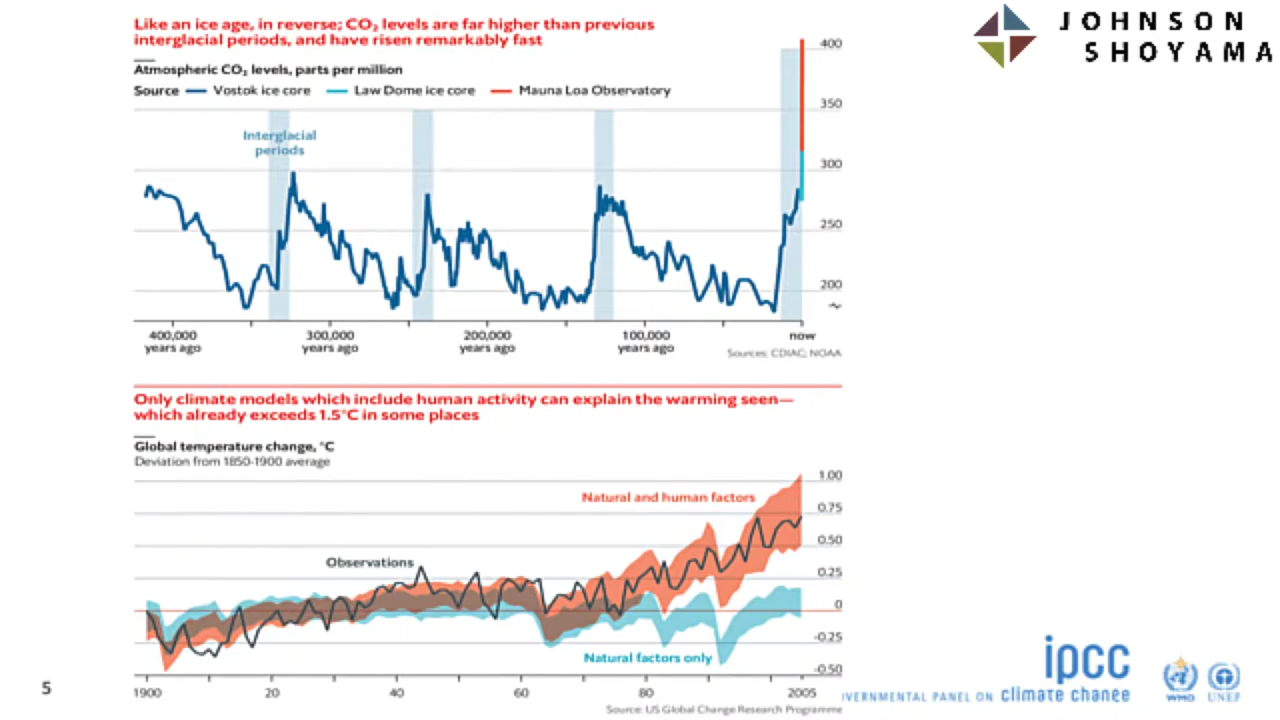 Like an ice age, in reverse; CO₂ levels are far higher than previous
interglacial periods, and have risen remarkably fast
JOHNSON
SHOYAMA
Atmospheric CO₂ levels, parts per million
Source Vostok ice core Law Dome ice core Mauna Loa Observatory
400
350
300
250
200
Interglacial
periods
400,000 300,000 200,000 100,000 now
years ago years ago years ago years ago
Sources: CDIAC; NOAA
Only climate models which include human activity can explain the warming seen—
which already exceeds 1.5°C in some places
Global temperature change, °C
Deviation from 1850-1900 average
1.00
0.75
0.50
0.25
0
-0.25
-0.50
Natural and human factors
Observations
Natural factors only
1900 20 40 60 80 2005
Source: US Global Change Research Programme
5
ipcc
VERNMENTAL PANEL ON climate change
WMO UNEP